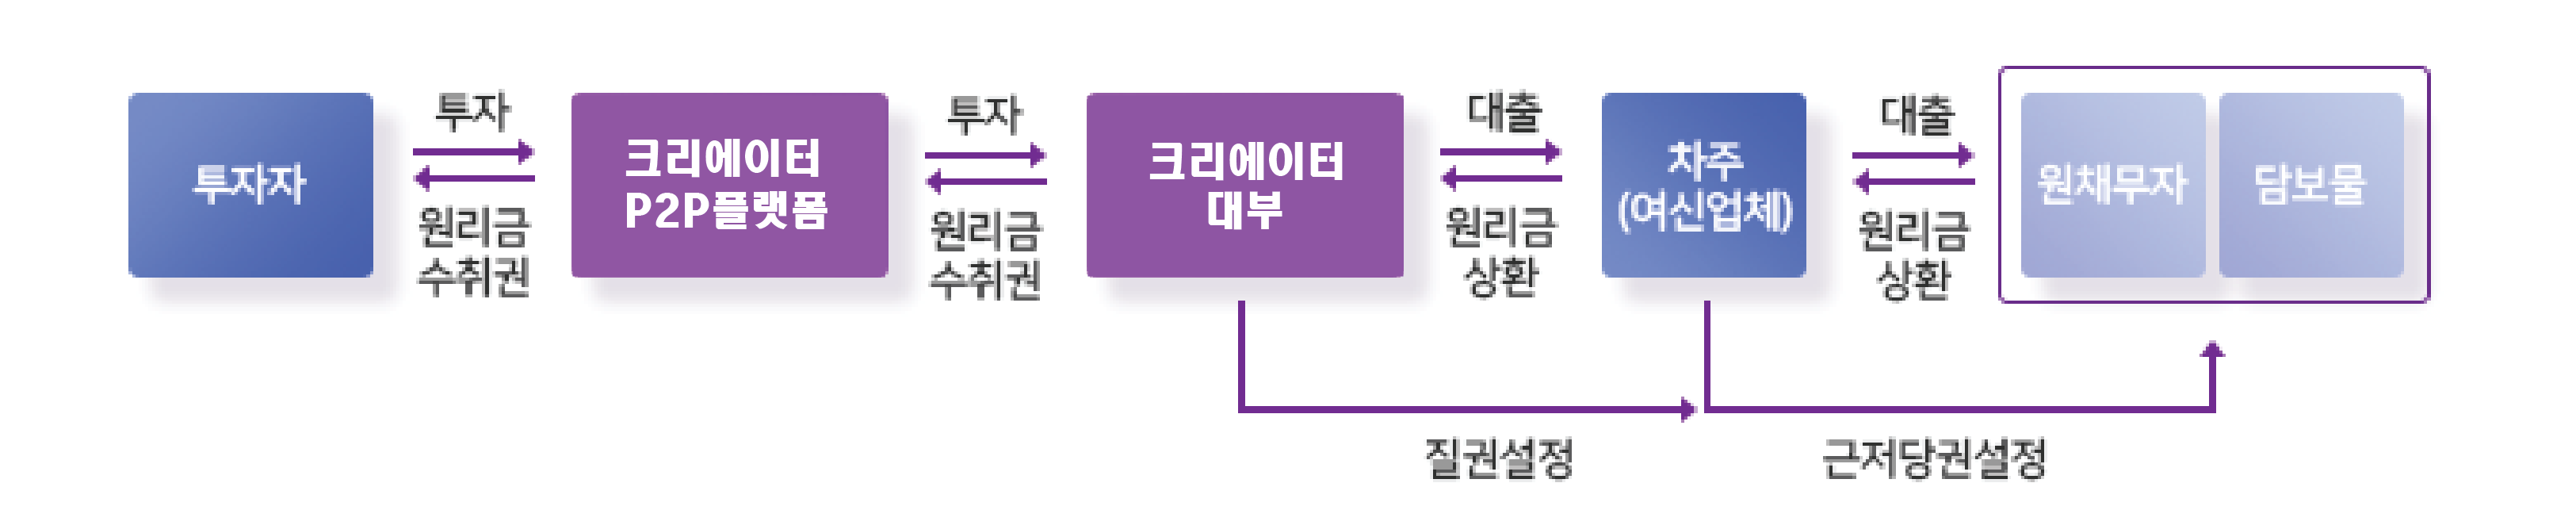 투자자
투자
원리금
수취권
크리에이터
P2P플랫폼
투자
원리금
수취권
크리에이터
대부
대출
원리금
상환
차주
(여신업체)
대출
원리금
상환
원채무자
담보물
질권설정
근저당권설정